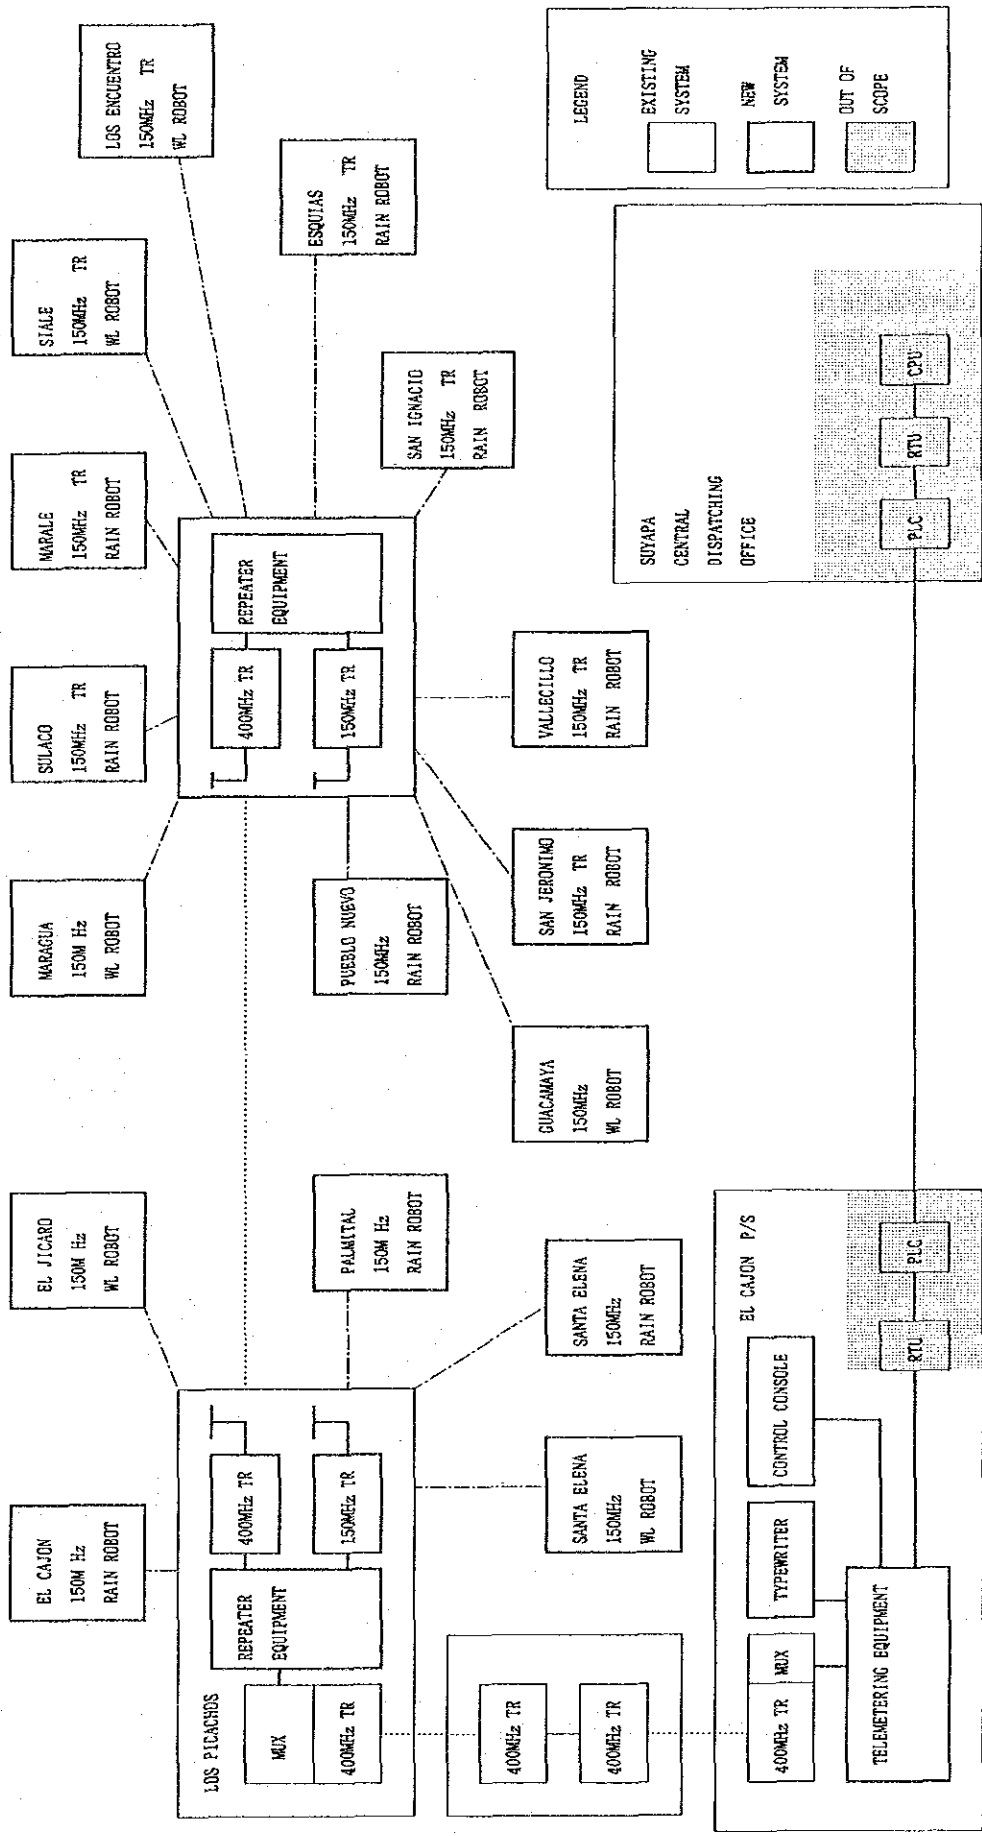 EL CAJON
150M Hz
RAIN ROBOT
EL JICARO
150M Hz
WL ROBOT
MARAGUA
150M Hz
WL ROBOT
SULACO
150MHz TR
RAIN ROBOT
MARALE
150MHz TR
RAIN ROBOT
SIALE
150MHz TR
WL ROBOT
LOS ENCUENTRO
150MHz TR
WL ROBOT
LOS PICACHOS
MUX
400MHz TR
REPEATER
EQUIPMENT
400MHz TR
150MHz TR
PALMITAL
150M Hz
RAIN ROBOT
PUEBLO NUEVO
150MHz
RAIN ROBOT
400MHz TR
150MHz TR
REPEATER
EQUIPMENT
ESQUIAS
150MHz TR
RAIN ROBOT
SAN IGNACIO
150MHz TR
RAIN ROBOT
400MHz TR
400MHz TR
SANTA ELENA
150MHz
WL ROBOT
SANTA ELENA
150MHz
RAIN ROBOT
GUACAMAYA
150MHz
WL ROBOT
SAN JERONIMO
150MHz TR
RAIN ROBOT
VALLECILLO
150MHz TR
RAIN ROBOT
EL CAJON P/S
400MHz TR
MUX
TYPEWRITER
CONTROL CONSOLE
TELEMETERING EQUIPMENT
RTU
PLC
SUYAPA
CENTRAL
DISPATCHING
OFFICE
PLC
RTU
CPU
LEGEND
EXISTING
SYSTEM
NEW
SYSTEM
OUT OF
SCOPE